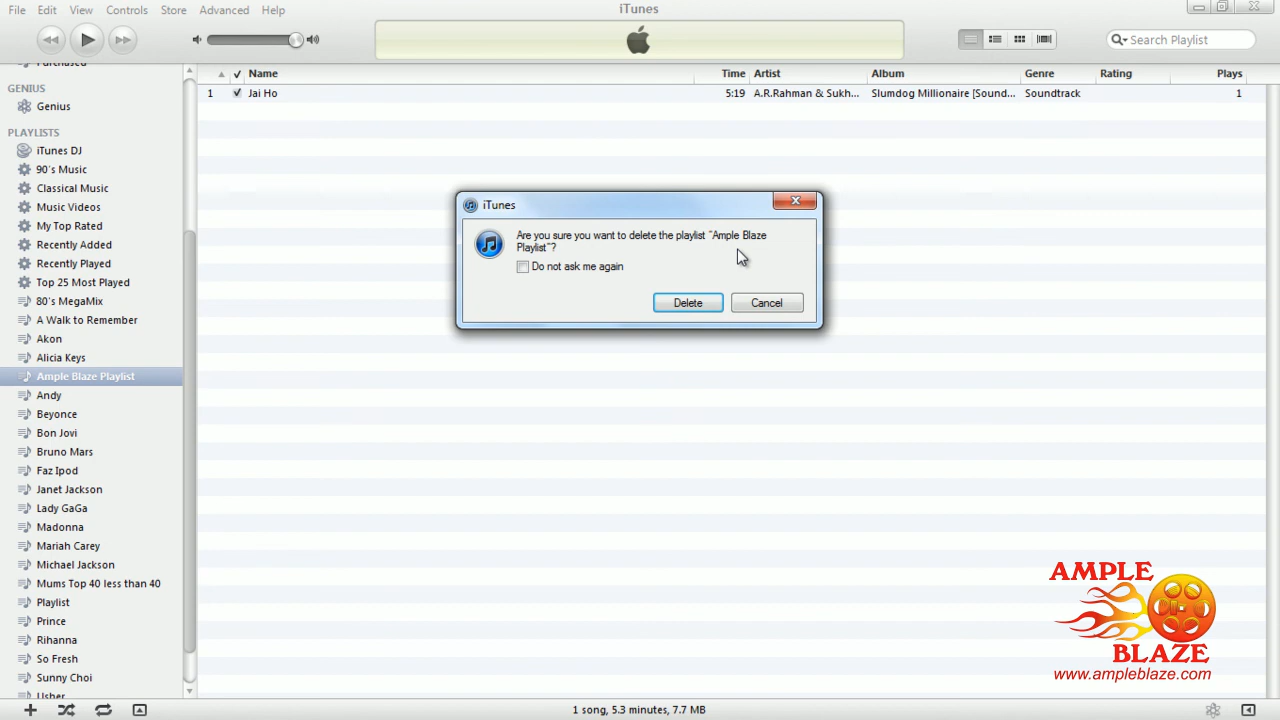 File Edit View Controls Store Advanced Help
iTunes
Search Playlist
Purchased
GENIUS
Genius
PLAYLISTS
iTunes DJ
90's Music
Classical Music
Music Videos
My Top Rated
Recently Added
Recently Played
Top 25 Most Played
80's MegaMix
A Walk to Remember
Akon
Alicia Keys
Ample Blaze Playlist
Andy
Beyonce
Bon Jovi
Bruno Mars
Faz Ipod
Janet Jackson
Lady GaGa
Madonna
Mariah Carey
Michael Jackson
Mums Top 40 less than 40
Playlist
Prince
Rihanna
So Fresh
Sunny Choi
Usher
Name Time Artist Album Genre Rating Plays
1 Jai Ho 5:19 A.R.Rahman & Sukh... Slumdog Millionaire [Sound... Soundtrack 1
iTunes
Are you sure you want to delete the playlist "Ample Blaze
Playlist"?
Do not ask me again
Delete Cancel
AMPLE
BLAZE
www.ampleblaze.com
1 song, 5.3 minutes, 7.7 MB